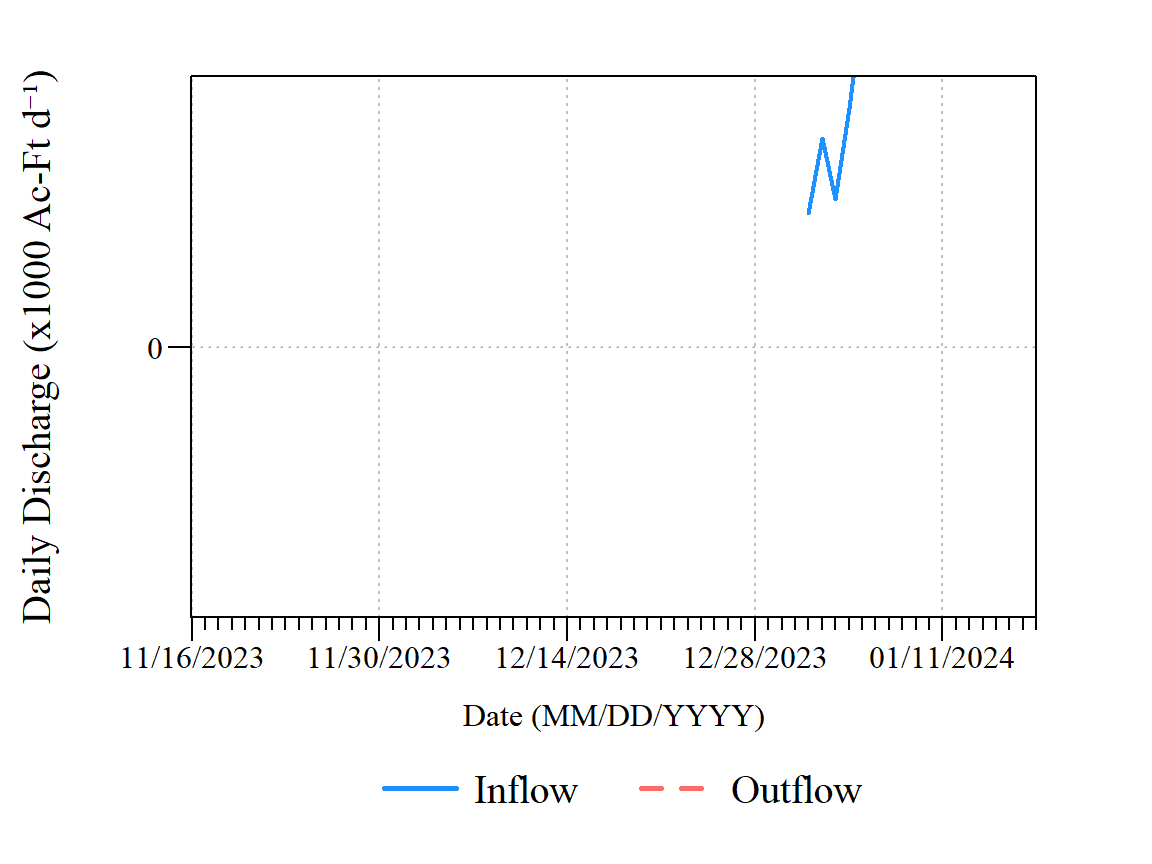 Daily Discharge (x1000 Ac-Ft d⁻¹)
0
11/16/2023 11/30/2023 12/14/2023 12/28/2023 01/11/2024
Date (MM/DD/YYYY)
Inflow Outflow